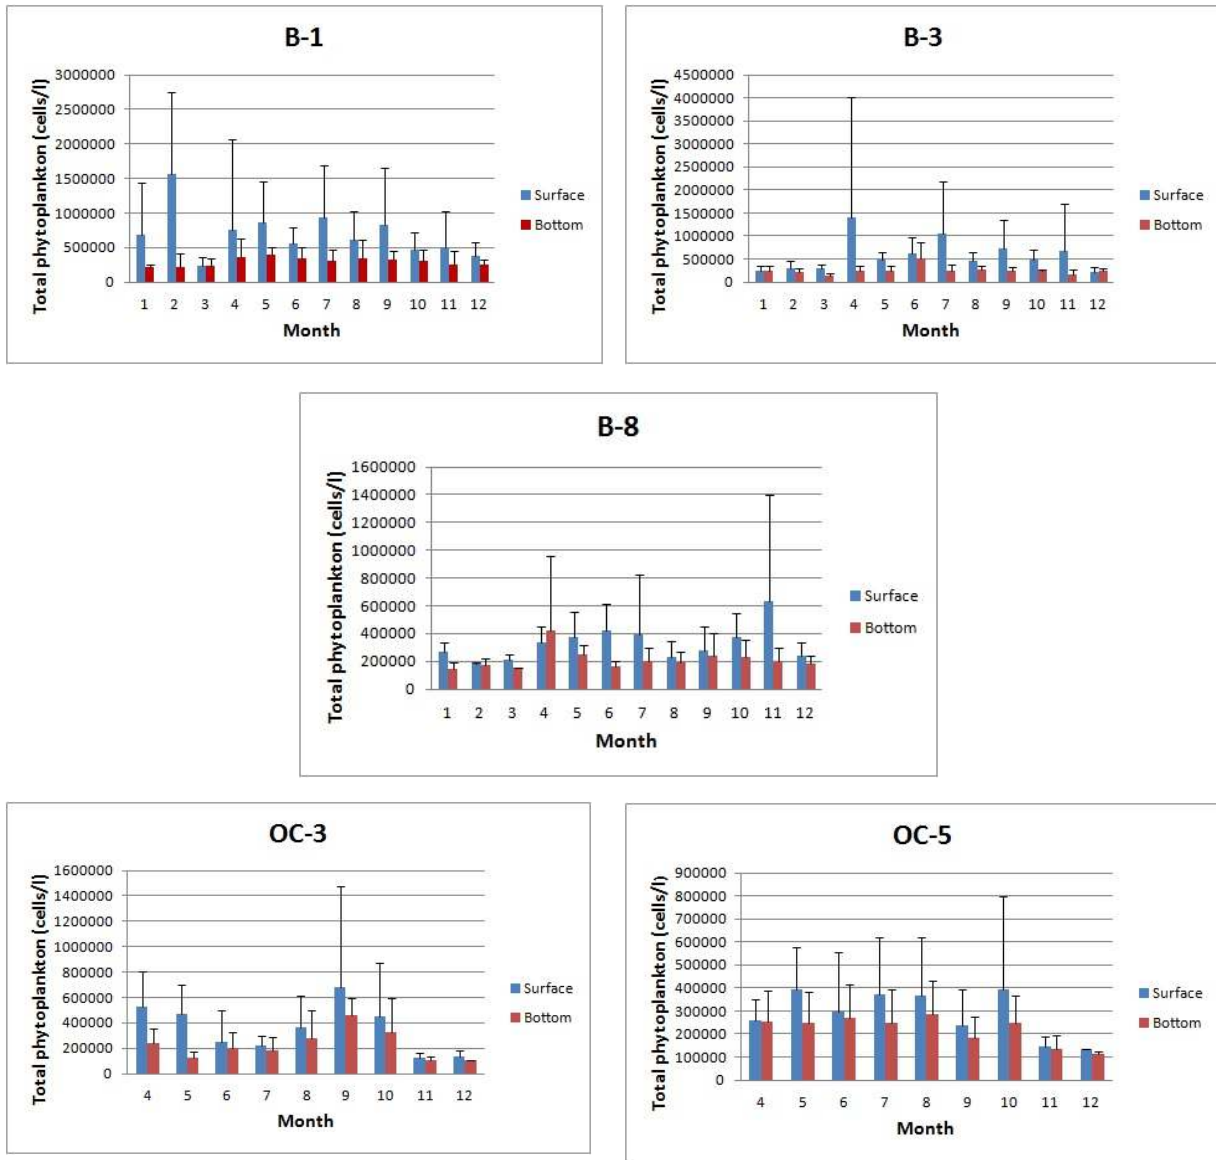 B-1
Total phytoplankton (cells/l)
3000000
2500000
2000000
1500000
1000000
500000
0
1 2 3 4 5 6 7 8 9 10 11 12
Month
Surface
Bottom
B-3
Total phytoplankton (cells/l)
4500000
4000000
3500000
3000000
2500000
2000000
1500000
1000000
500000
0
1 2 3 4 5 6 7 8 9 10 11 12
Month
Surface
Bottom
B-8
Total phytoplankton (cells/l)
1600000
1400000
1200000
1000000
800000
600000
400000
200000
0
1 2 3 4 5 6 7 8 9 10 11 12
Month
Surface
Bottom
OC-3
Total phytoplankton (cells/l)
1600000
1400000
1200000
1000000
800000
600000
400000
200000
0
4 5 6 7 8 9 10 11 12
Month
Surface
Bottom
OC-5
Total phytoplankton (cells/l)
900000
800000
700000
600000
500000
400000
300000
200000
100000
0
4 5 6 7 8 9 10 11 12
Month
Surface
Bottom